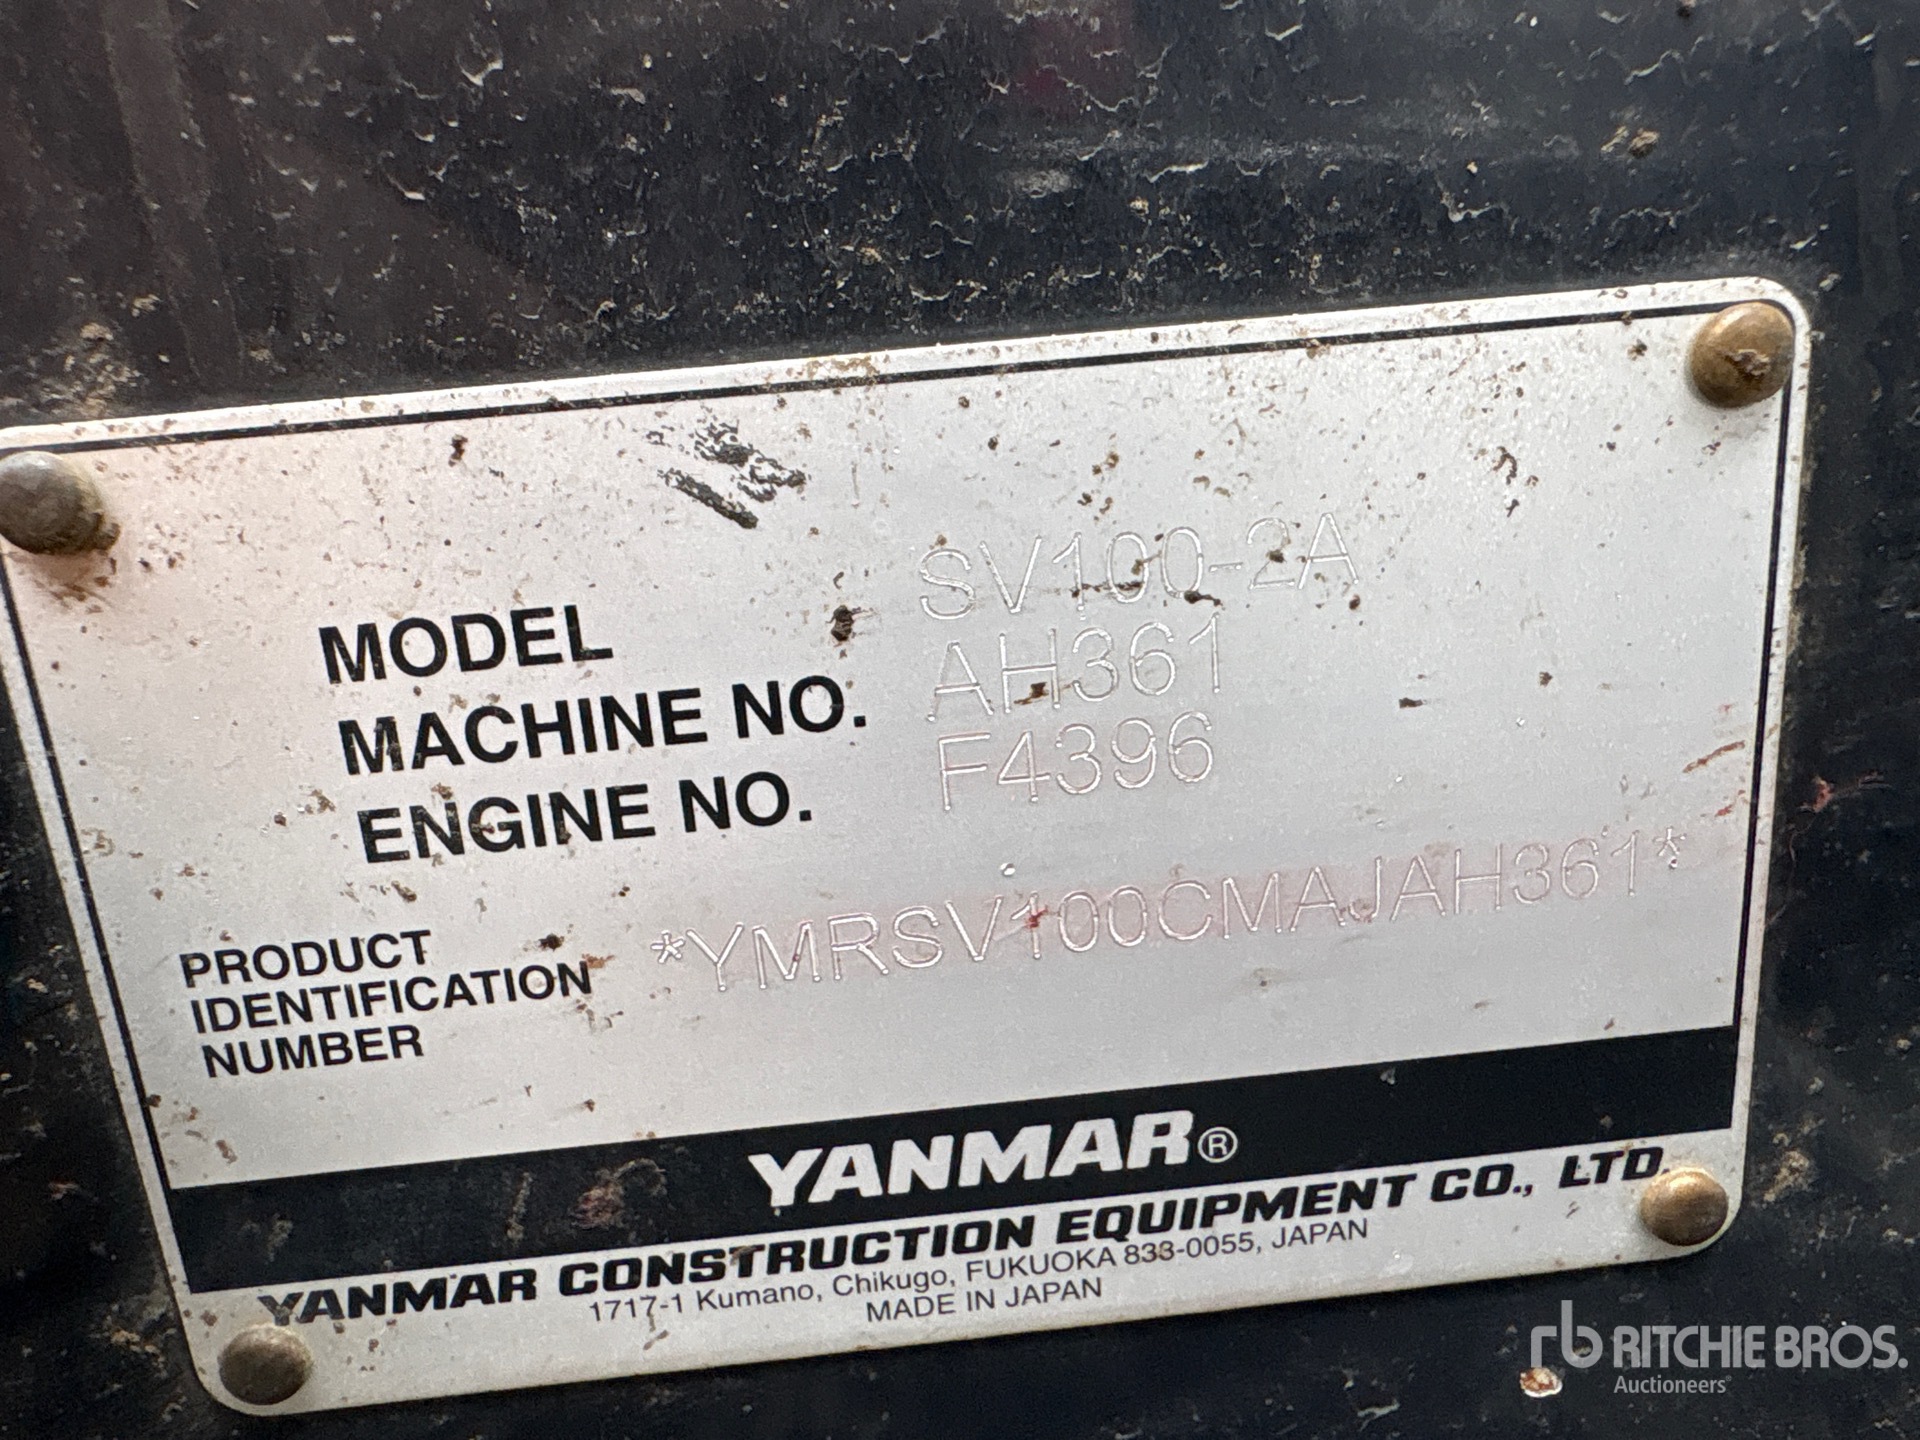 MODEL SV100-2A
MACHINE NO. AH361
ENGINE NO. F4396
PRODUCT
IDENTIFICATION
NUMBER
*YMRSV100CMAJAH361*
YANMAR®
YANMAR CONSTRUCTION EQUIPMENT CO., LTD.
1717-1 Kumano, Chikugo, FUKUOKA 833-0055, JAPAN
MADE IN JAPAN
rb RITCHIE BROS.
Auctioneers®